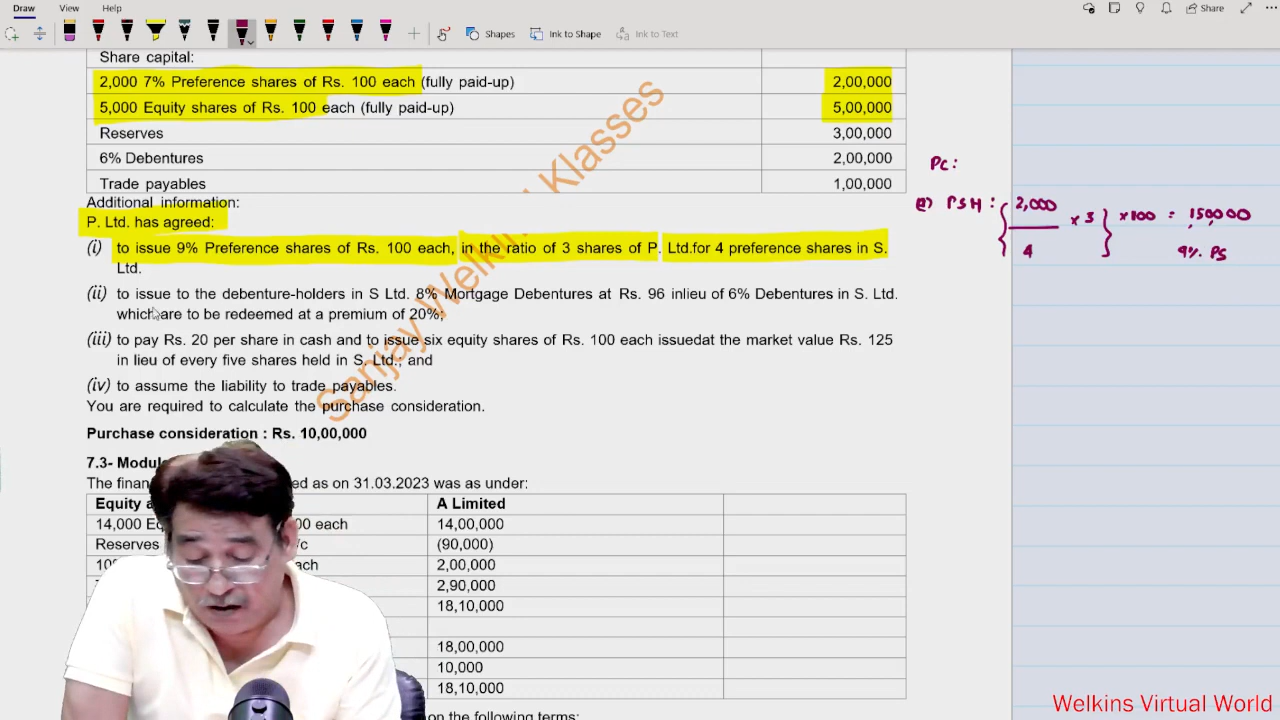 Draw View Help
Share
Shapes Ink to Shape Ink to Text
Share capital:
2,000 7% Preference shares of Rs. 100 each (fully paid-up) 2,00,000
5,000 Equity shares of Rs. 100 each (fully paid-up) 5,00,000
Reserves 3,00,000
6% Debentures 2,00,000
Trade payables 1,00,000
Additional information:
P. Ltd. has agreed:
(i) to issue 9% Preference shares of Rs. 100 each, in the ratio of 3 shares of P. Ltd.for 4 preference shares in S. Ltd.
(ii) to issue to the debenture-holders in S Ltd. 8% Mortgage Debentures at Rs. 96 inlieu of 6% Debentures in S. Ltd.
which are to be redeemed at a premium of 20%;
(iii) to pay Rs. 20 per share in cash and to issue six equity shares of Rs. 100 each issuedat the market value Rs. 125
in lieu of every five shares held in S. Ltd.; and
(iv) to assume the liability to trade payables.
You are required to calculate the purchase consideration.
Purchase consideration : Rs. 10,00,000
7.3- Modul
The finan ed as on 31.03.2023 was as under:
Equity a A Limited
14,000 Eq 00 each 14,00,000
Reserves /c (90,000)
10 ach 2,00,000
2,90,000
18,10,000
18,00,000
10,000
18,10,000
on the following terms:
PC:
a) PSH : { 2,000 / 4 × 3 } × 100 = 150000
9% PS
Sanjay Welkin Klasses
Welkins Virtual World